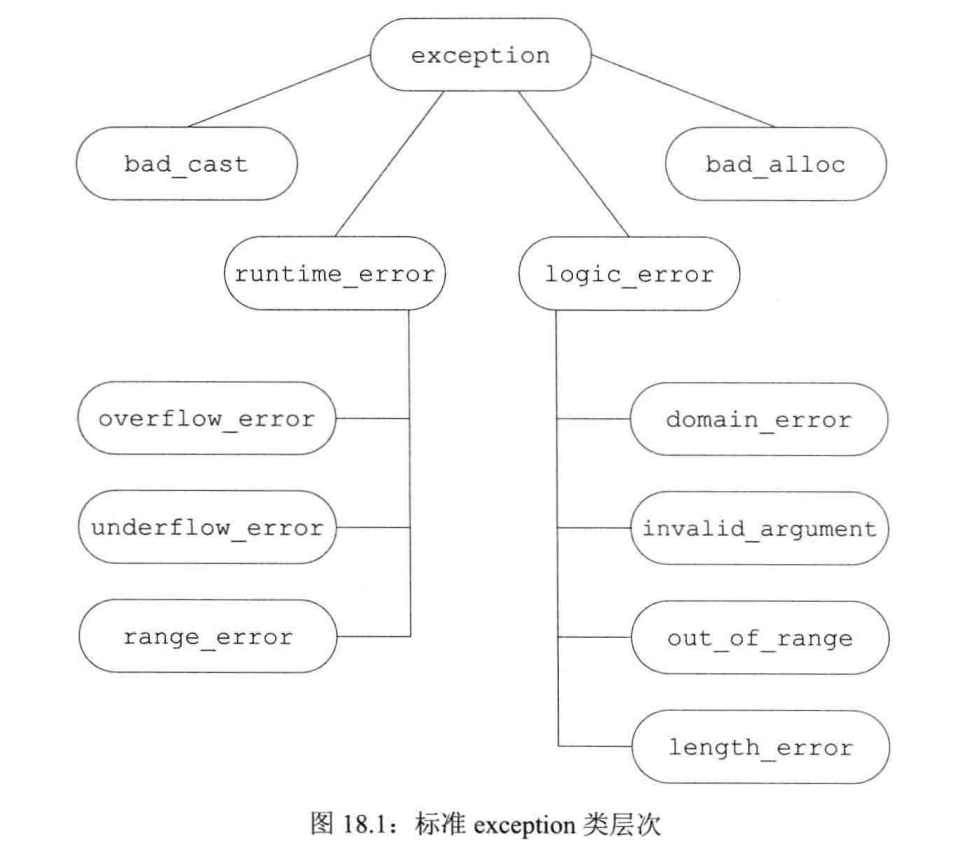 exception
bad_cast
bad_alloc
runtime_error
logic_error
overflow_error
domain_error
underflow_error
invalid_argument
range_error
out_of_range
length_error
图 18.1：标准 exception 类层次